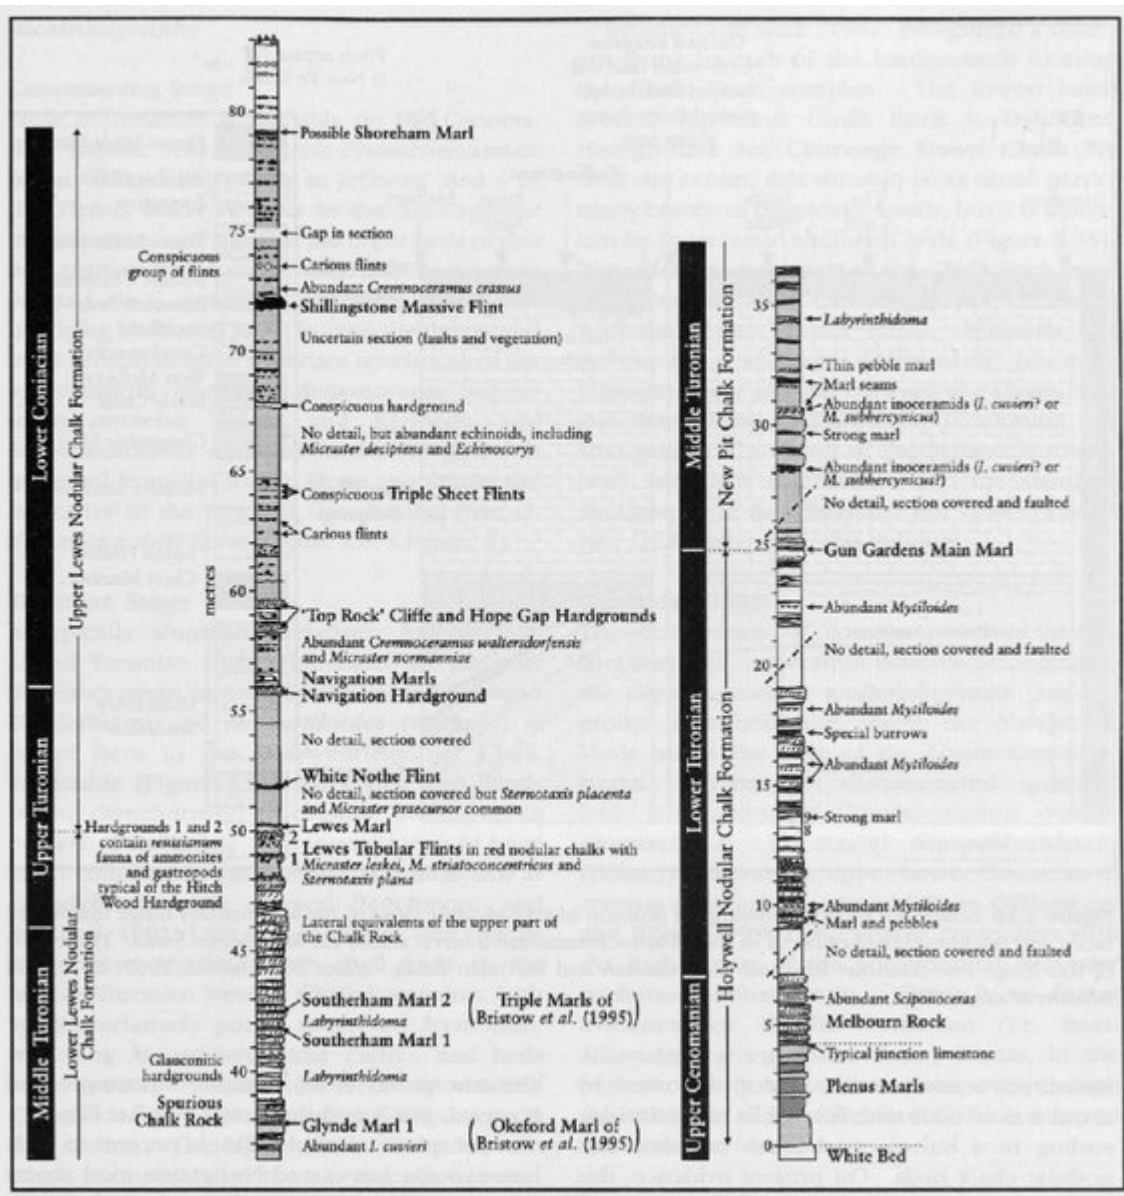 80
Possible Shoreham Marl
75
Gap in section
Conspicuous
group of flints
Carious flints
Abundant Cremnoceramus crassus
Shillingstone Massive Flint
Uncertain section (faults and vegetation)
70
Conspicuous hardground
No detail, but abundant echinoids, including
Micraster decipiens and Echinocorys
65
Conspicuous Triple Sheet Flints
Carious flints
60
metres
'Top Rock' Cliffe and Hope Gap Hardgrounds
Abundant Cremnoceramus waltersdorfensis
and Micraster normanniae
Navigation Marls
Navigation Hardground
55
No detail, section covered
White Nothe Flint
No detail, section covered but Sternotaxis placenta
and Micraster praecursor common
50
Lewes Marl
Hardgrounds 1 and 2
contain reussianum
fauna of ammonites
and gastropods
typical of the Hitch
Wood Hardground
2
1
Lewes Tubular Flints in red nodular chalks with
Micraster leskei, M. striatoconcentricus and
Sternotaxis plana
Lateral equivalents of the upper part of
the Chalk Rock
45
Southerham Marl 2
Labyrinthidoma
Southerham Marl 1
Triple Marls of
Bristow et al. (1995)
Glauconitic
hardgrounds
40
Labyrinthidoma
Spurious
Chalk Rock
Glynde Marl 1
Abundant I. cuvieri
Okeford Marl of
Bristow et al. (1995)
Lower Coniacian
Upper Turonian
Middle Turonian
Upper Lewes Nodular Chalk Formation
Lower Lewes Nodular
Chalk Formation
Middle Turonian
Lower Turonian
Upper Cenomanian
New Pit Chalk Formation
Holywell Nodular Chalk Formation
35
Labyrinthidoma
Thin pebble marl
Marl seams
Abundant inoceramids (I. cuvieri? or
M. subhercynicus?)
30
Strong marl
Abundant inoceramids (I. cuvieri? or
M. subhercynicus?)
No detail, section covered and faulted
25
Gun Gardens Main Marl
Abundant Mytiloides
No detail, section covered and faulted
20
Abundant Mytiloides
Special burrows
Abundant Mytiloides
15
Strong marl
10
Abundant Mytiloides
Marl and pebbles
No detail, section covered and faulted
Abundant Sciponoceras
5
Melbourn Rock
Typical junction limestone
Plenus Marls
0
White Bed